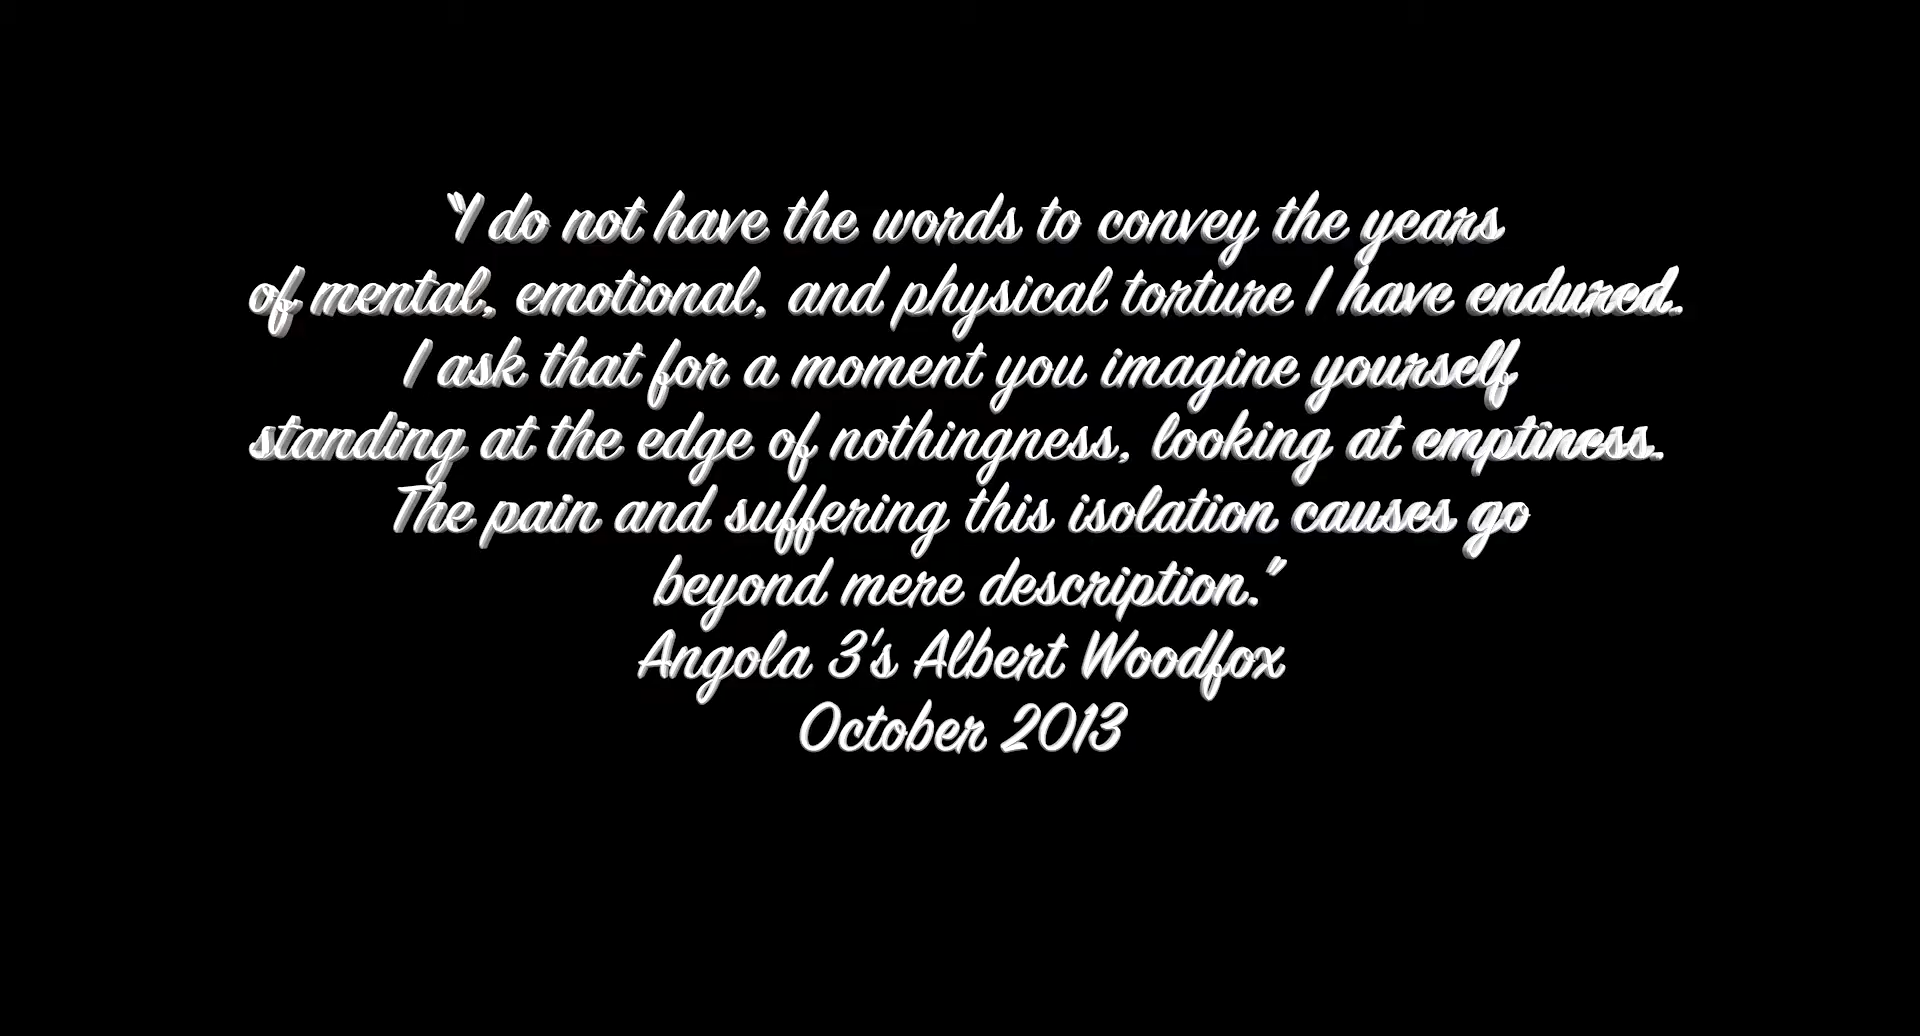 "I do not have the words to convey the years
of mental, emotional, and physical torture I have endured.
I ask that for a moment you imagine yourself
standing at the edge of nothingness, looking at emptiness.
The pain and suffering this isolation causes go
beyond mere description."
Angola 3's Albert Woodfox
October 2013